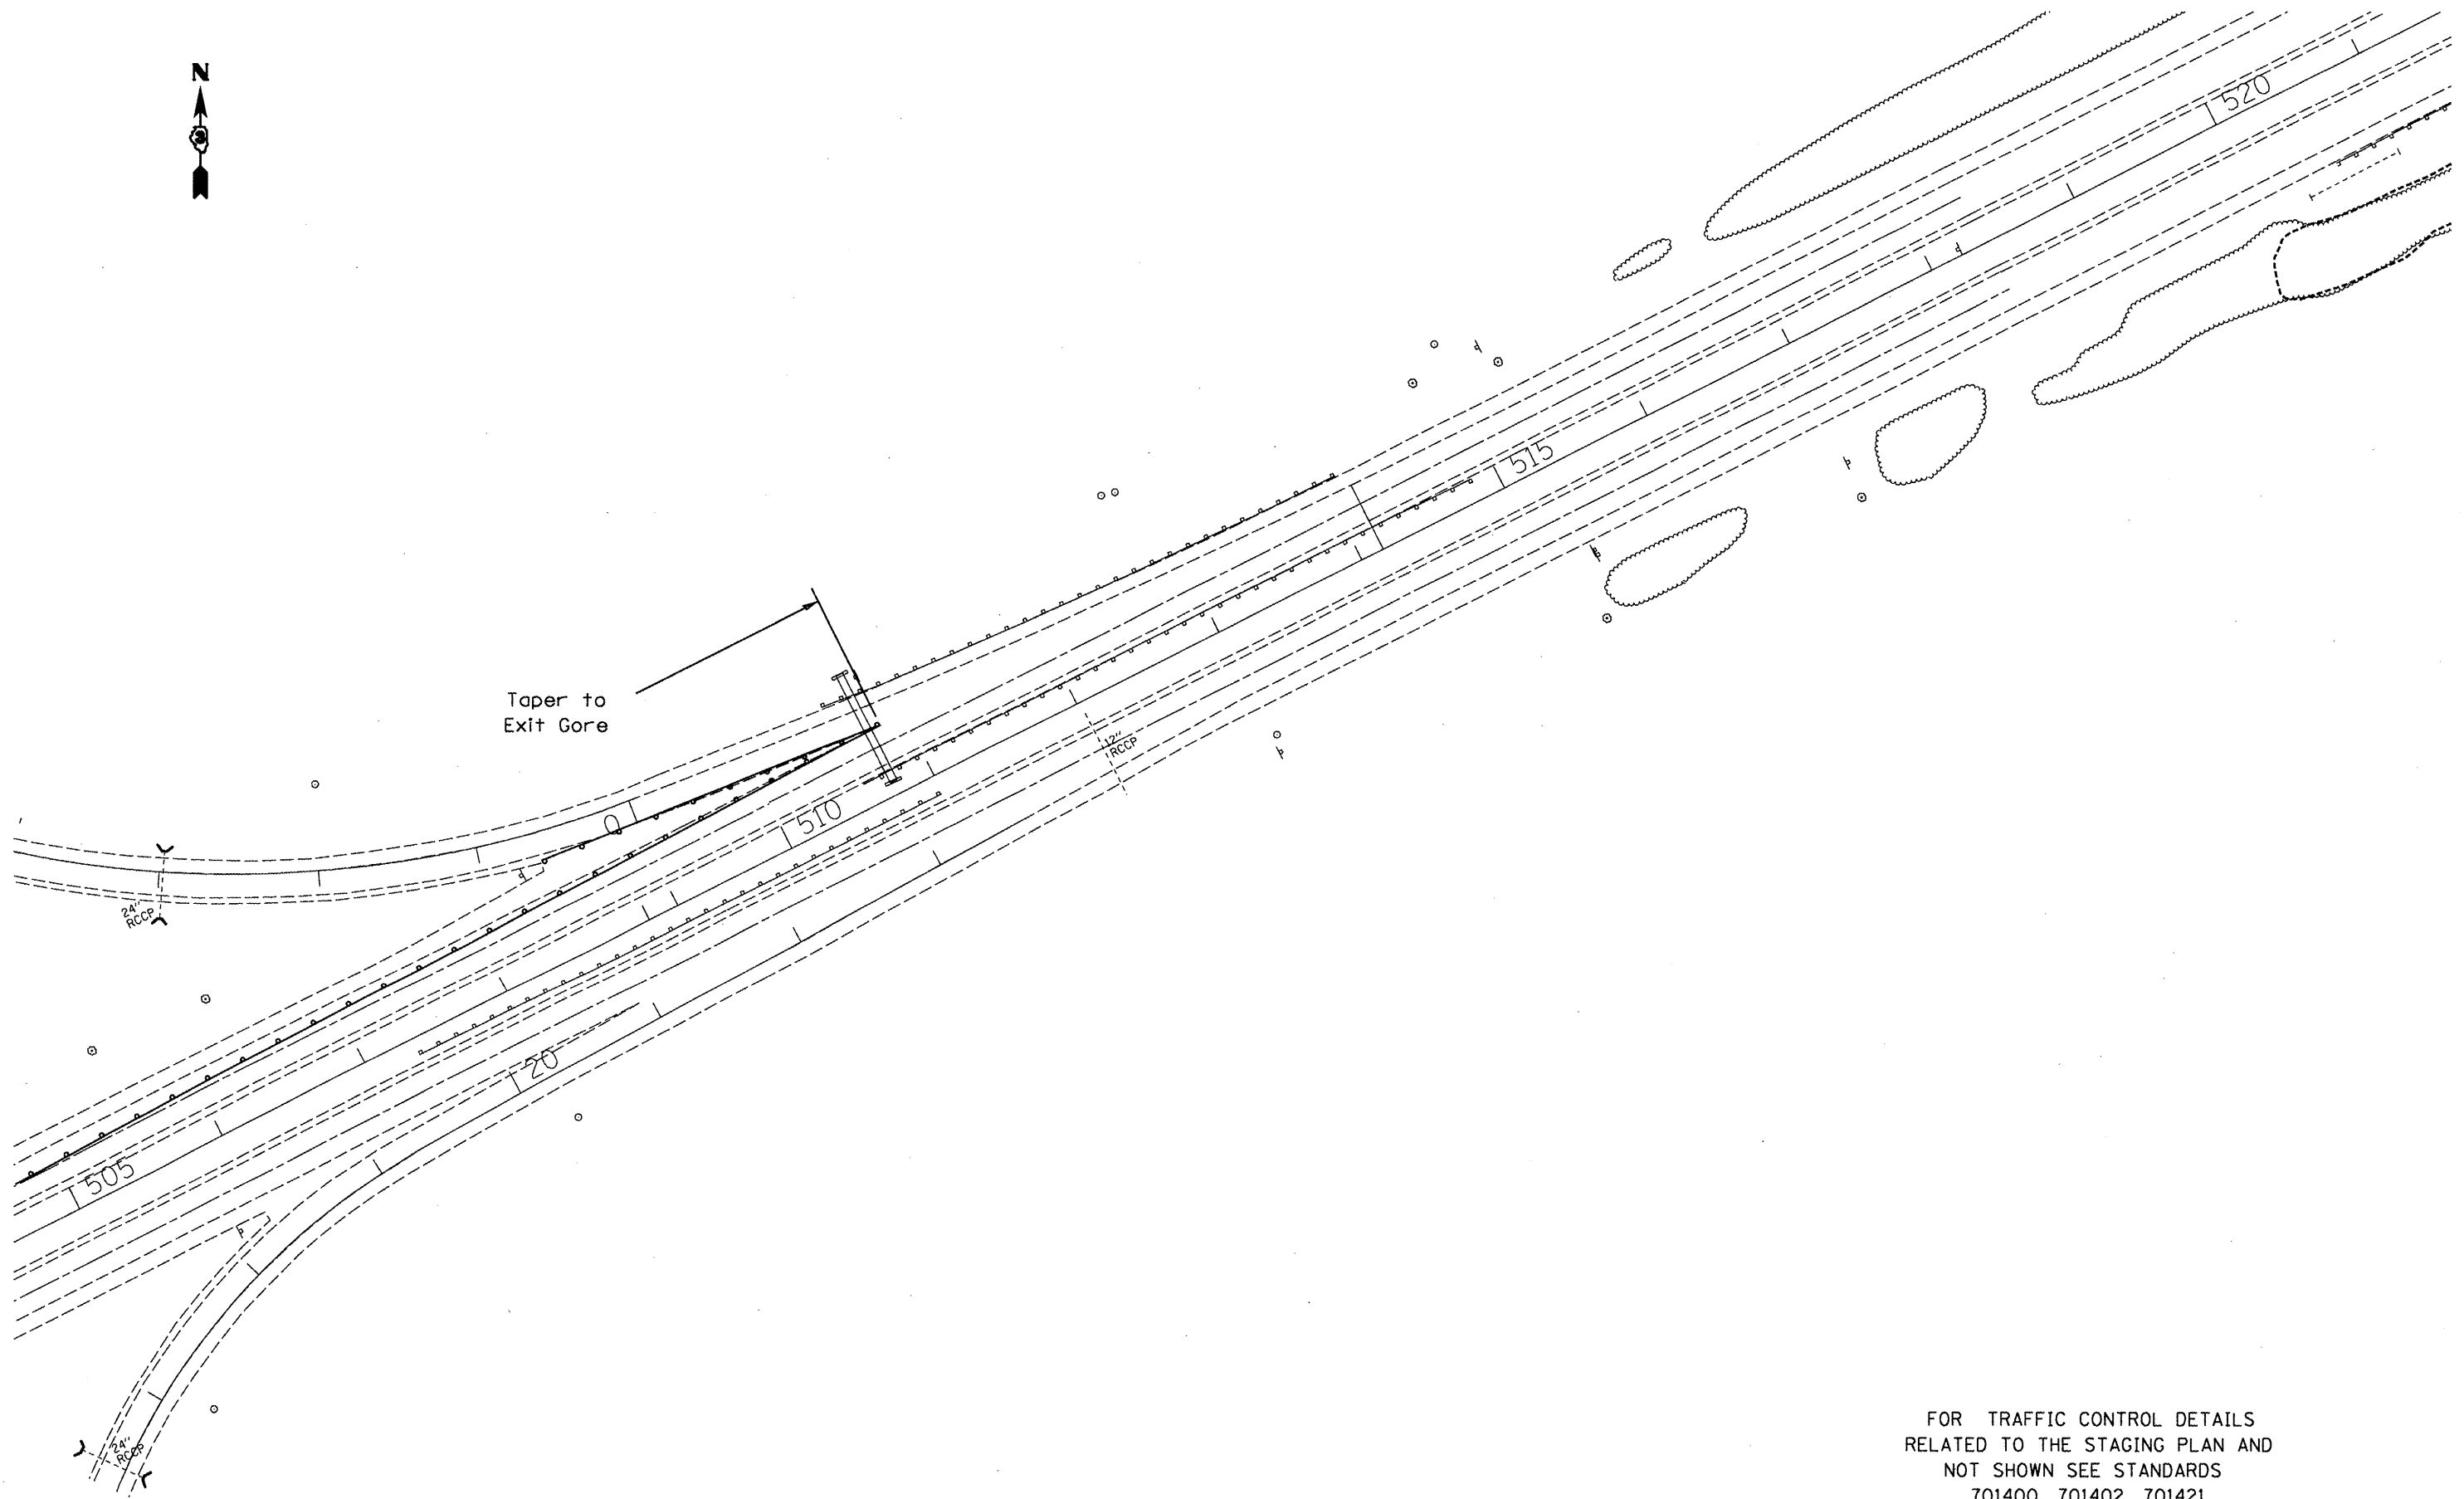 N
520
515
Taper to
Exit Gore
12"
RCCP
510
0
24"
RCCP
20
505
24"
RCCP
FOR TRAFFIC CONTROL DETAILS
RELATED TO THE STAGING PLAN AND
NOT SHOWN SEE STANDARDS
701400, 701402, 701421